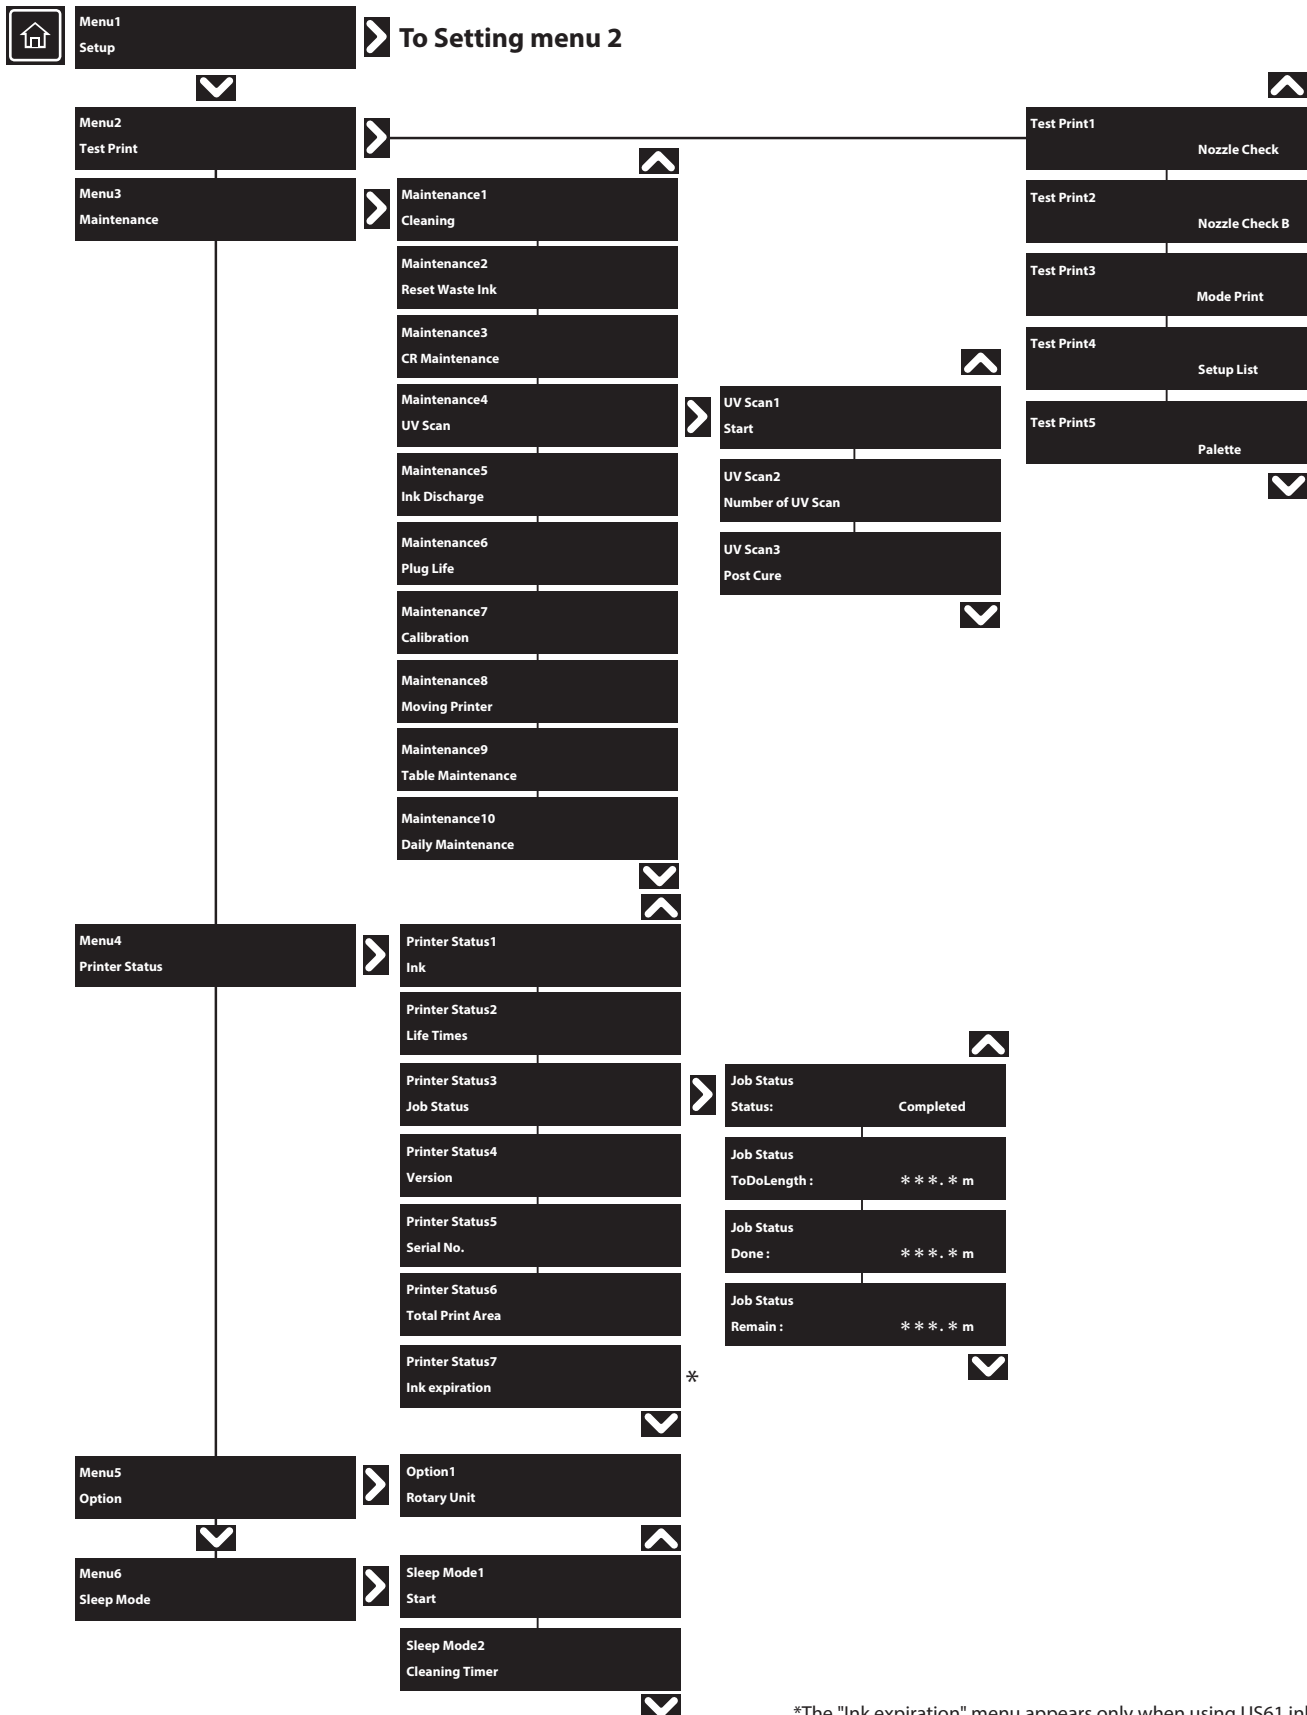 Menu1
Setup
To Setting menu 2
Menu2
Test Print
Test Print1
Nozzle Check
Test Print2
Nozzle Check B
Test Print3
Mode Print
Test Print4
Setup List
Test Print5
Palette
Menu3
Maintenance
Maintenance1
Cleaning
Maintenance2
Reset Waste Ink
Maintenance3
CR Maintenance
Maintenance4
UV Scan
UV Scan1
Start
UV Scan2
Number of UV Scan
UV Scan3
Post Cure
Maintenance5
Ink Discharge
Maintenance6
Plug Life
Maintenance7
Calibration
Maintenance8
Moving Printer
Maintenance9
Table Maintenance
Maintenance10
Daily Maintenance
Menu4
Printer Status
Printer Status1
Ink
Printer Status2
Life Times
Printer Status3
Job Status
Job Status
Status: Completed
Job Status
ToDoLength : ＊＊＊.＊ m
Job Status
Done : ＊＊＊.＊ m
Job Status
Remain : ＊＊＊.＊ m
Printer Status4
Version
Printer Status5
Serial No.
Printer Status6
Total Print Area
Printer Status7
Ink expiration
*
Menu5
Option
Option1
Rotary Unit
Menu6
Sleep Mode
Sleep Mode1
Start
Sleep Mode2
Cleaning Timer
*The "Ink expiration" menu appears only when using US61 ink